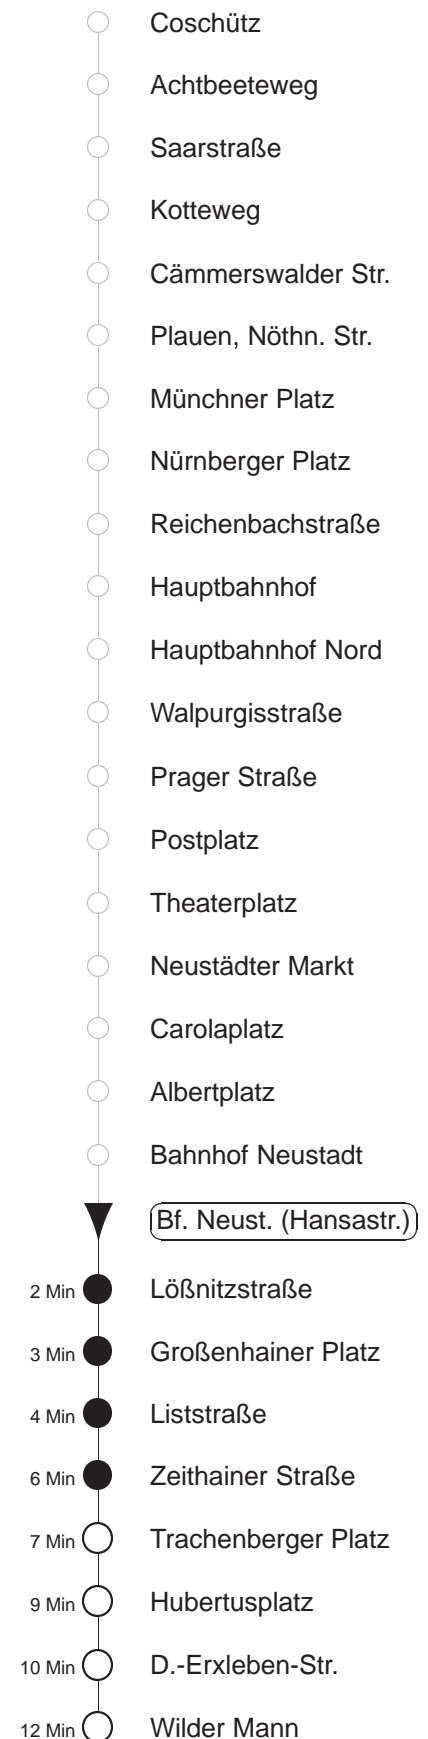 Coschütz
Achtbeeteweg
Saarstraße
Kotteweg
Cämmerswalder Str.
Plauen, Nöthn. Str.
Münchner Platz
Nürnberger Platz
Reichenbachstraße
Hauptbahnhof
Hauptbahnhof Nord
Walpurgisstraße
Prager Straße
Postplatz
Theaterplatz
Neustädter Markt
Carolaplatz
Albertplatz
Bahnhof Neustadt
Bf. Neust. (Hansastr.)
2 Min Lößnitzstraße
3 Min Großenhainer Platz
4 Min Liststraße
6 Min Zeithainer Straße
7 Min Trachenberger Platz
9 Min Hubertusplatz
10 Min D.-Erxleben-Str.
12 Min Wilder Mann